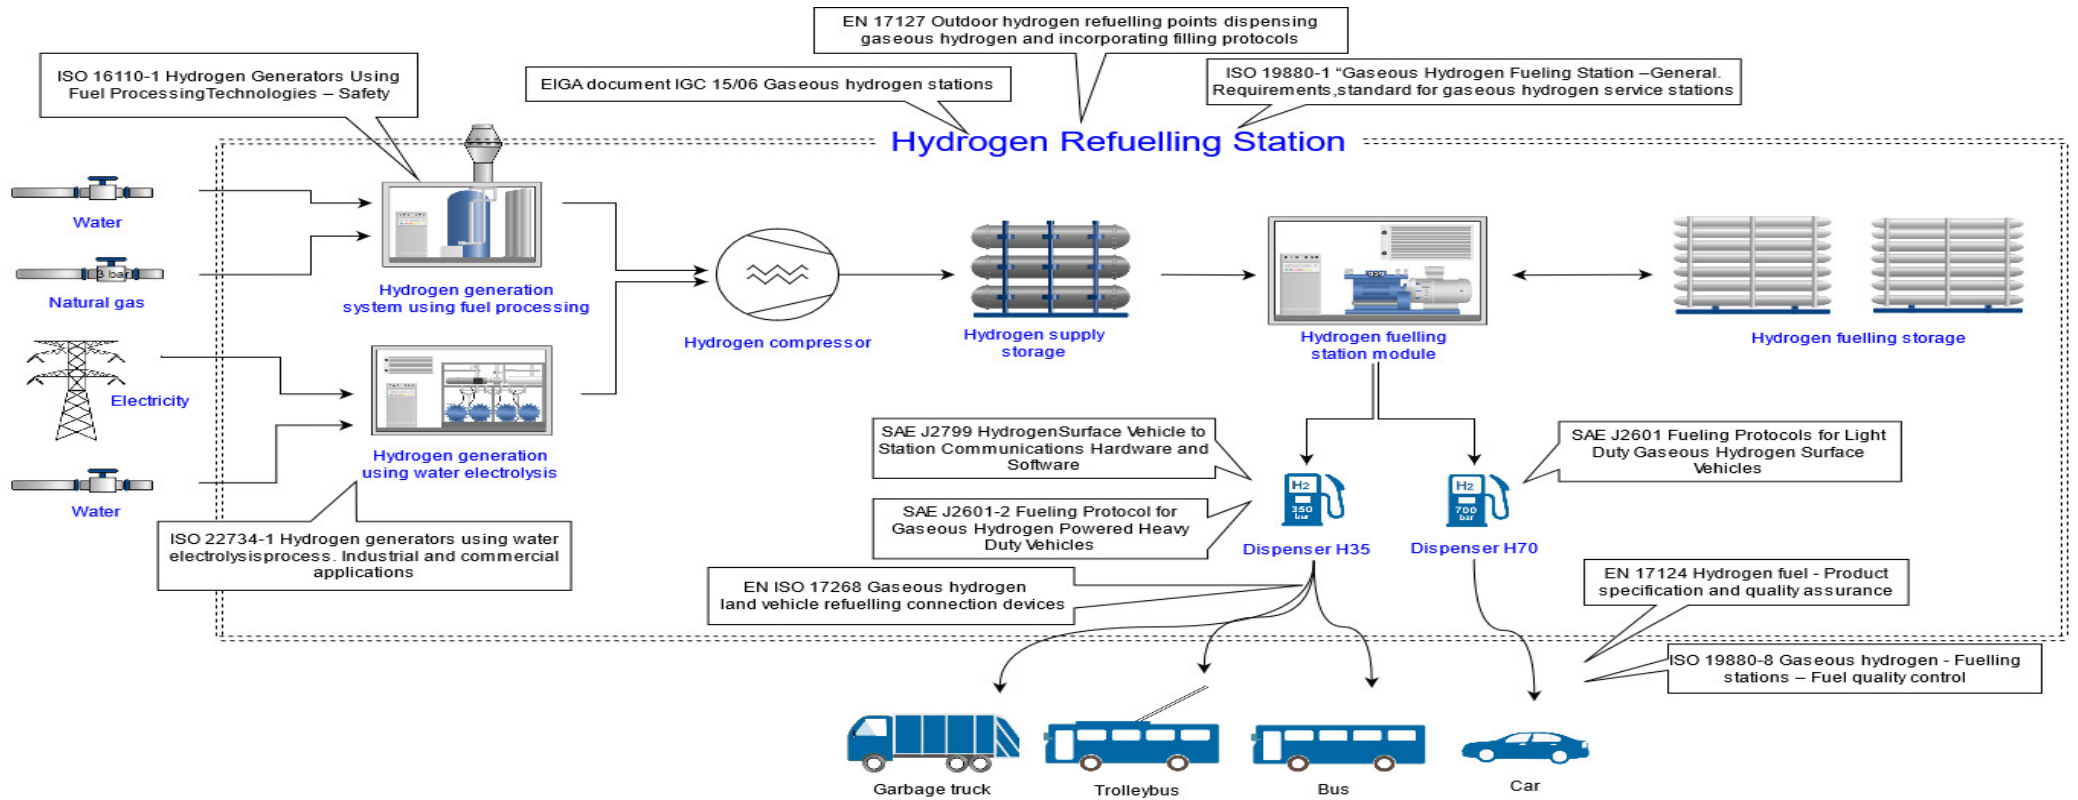 EN 17127 Outdoor hydrogen refuelling points dispensing
gaseous hydrogen and incorporating filling protocols
ISO 16110-1 Hydrogen Generators Using
Fuel ProcessingTechnologies – Safety
EIGA document IGC 15/06 Gaseous hydrogen stations
ISO 19880-1 “Gaseous Hydrogen Fueling Station –General.
Requirements,standard for gaseous hydrogen service stations
Hydrogen Refuelling Station
Water
3 bar
Natural gas
Hydrogen generation
system using fuel processing
Hydrogen compressor
Hydrogen supply
storage
Hydrogen fuelling
station module
Hydrogen fuelling storage
Electricity
Hydrogen generation
using water electrolysis
Water
ISO 22734-1 Hydrogen generators using water
electrolysisprocess. Industrial and commercial
applications
SAE J2799 HydrogenSurface Vehicle to
Station Communications Hardware and
Software
SAE J2601 Fueling Protocols for Light
Duty Gaseous Hydrogen Surface
Vehicles
SAE J2601-2 Fueling Protocol for
Gaseous Hydrogen Powered Heavy
Duty Vehicles
H2
350
bar
H2
700
bar
Dispenser H35
Dispenser H70
EN ISO 17268 Gaseous hydrogen
land vehicle refuelling connection devices
EN 17124 Hydrogen fuel - Product
specification and quality assurance
ISO 19880-8 Gaseous hydrogen - Fuelling
stations – Fuel quality control
Garbage truck
Trolleybus
Bus
Car